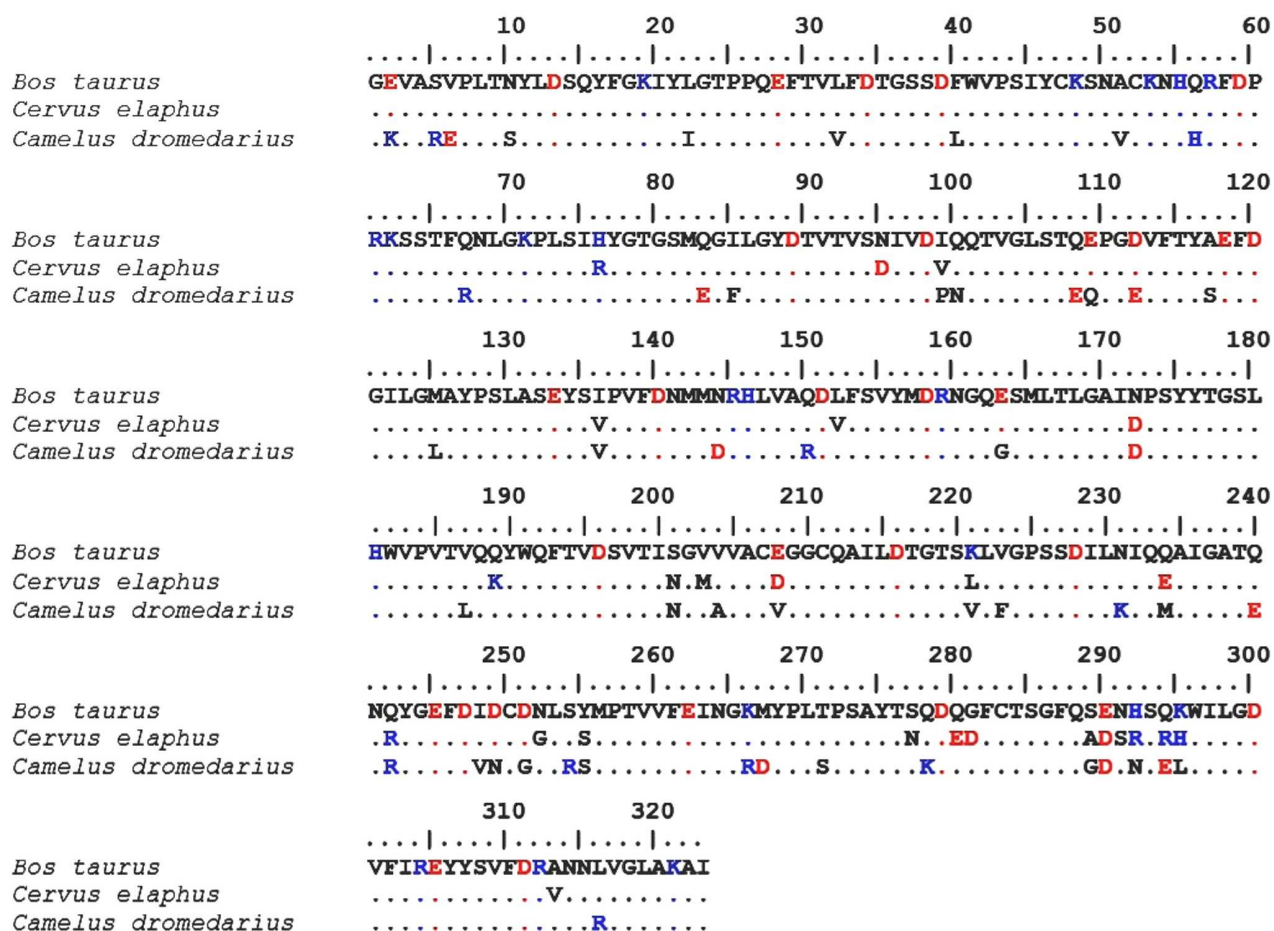 10 20 30 40 50 60
....|....|....|....|....|....|....|....|....|....|....|....|
Bos taurus GEVASVPLTNYLDSQYFGKIYLGTPPQEFTVLFDTGSSDFWVPSIYCKSNACKNHQRFDP
Cervus elaphus ............................................................
Camelus dromedarius .K..RE...S...........I.........V.......L..........V....H....
70 80 90 100 110 120
....|....|....|....|....|....|....|....|....|....|....|....|
Bos taurus RKSSTFQNLGKPLSIHYGTGSMQGILGYDTVTVSNIVDIQQTVGLSTQEPGDVFTYAEFD
Cervus elaphus ...............R..................D...V.....................
Camelus dromedarius ......R...............E.F.............PN.......EQ..E....S...
130 140 150 160 170 180
....|....|....|....|....|....|....|....|....|....|....|....|
Bos taurus GILGMAYPSLASEYSIPVFDNMMNRHLVAQDLFSVYMDRNGQESMLTLGAINPSYYTGSL
Cervus elaphus ...............V...............V...................D........
Camelus dromedarius ....L..........V.......D.....R............G........D........
190 200 210 220 230 240
....|....|....|....|....|....|....|....|....|....|....|....|
Bos taurus HWVPVTVQQYWQFTVDSVTISGVVVACEGGCQAILDTGTSKLVGPSSDILNIQQAIGATQ
Cervus elaphus ........K...........N.M....D............L............E......
Camelus dromedarius ......L.............N..A...V............V.F.......K..M.....E
250 260 270 280 290 300
....|....|....|....|....|....|....|....|....|....|....|....|
Bos taurus NQYGEFDIDCDNLSYMPTVVFEINGKMYPLTPSAYTSQDQGFCTSGFQSENHSQKWILGD
Cervus elaphus .R.........G..S.....................N..ED.......ADSR.RH.....
Camelus dromedarius .R.....VN.G..RS..........RD...S......K..........GD.N.EL.....
310 320
....|....|....|....|...
Bos taurus VFIREYYSVFDRANNLVGLAKAI
Cervus elaphus ............V..........
Camelus dromedarius ...............R.......